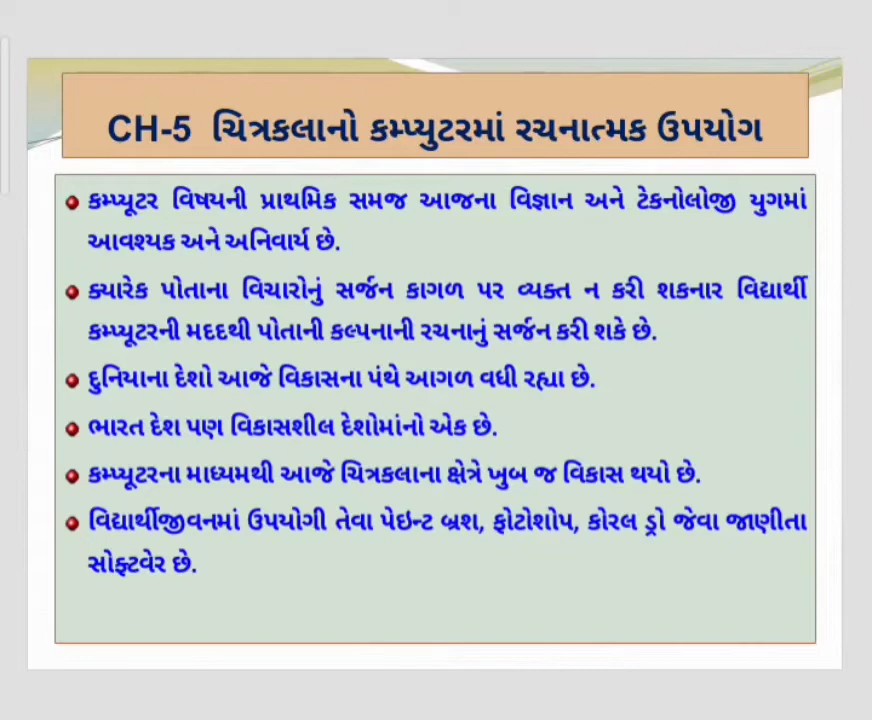 CH-5 ચિત્રકલાનો કમ્પ્યુટરમાં રચનાત્મક ઉપયોગ
કમ્પ્યૂટર વિષયની પ્રાથમિક સમજ આજના વિજ્ઞાન અને ટેકનોલોજી યુગમાં
આવશ્યક અને અનિવાર્ય છે.
ક્યારેક પોતાના વિચારોનું સર્જન કાગળ પર વ્યક્ત ન કરી શકનાર વિદ્યાર્થી
કમ્પ્યૂટરની મદદથી પોતાની કલ્પનાની રચનાનું સર્જન કરી શકે છે.
દુનિયાના દેશો આજે વિકાસના પંથે આગળ વધી રહ્યા છે.
ભારત દેશ પણ વિકાસશીલ દેશોમાંનો એક છે.
કમ્પ્યૂટરના માધ્યમથી આજે ચિત્રકલાના ક્ષેત્રે ખુબ જ વિકાસ થયો છે.
વિદ્યાર્થીજીવનમાં ઉપયોગી તેવા પેઇન્ટ બ્રશ, ફોટોશોપ, કોરલ ડ્રો જેવા જાણીતા
સોફ્ટવેર છે.